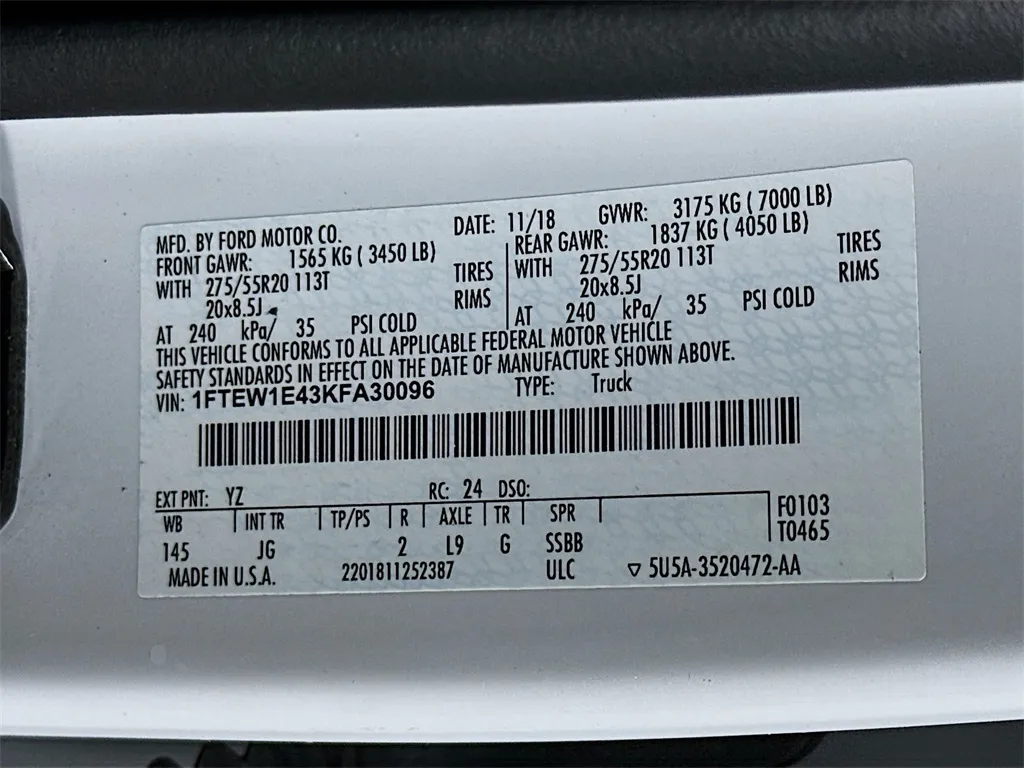 MFD. BY FORD MOTOR CO. DATE: 11/18 GVWR: 3175 KG ( 7000 LB)
FRONT GAWR: 1565 KG ( 3450 LB) REAR GAWR: 1837 KG ( 4050 LB)
WITH 275/55R20 113T TIRES WITH 275/55R20 113T TIRES
20x8.5J RIMS 20x8.5J RIMS
AT 240 kPa/ 35 PSI COLD AT 240 kPa/ 35 PSI COLD
THIS VEHICLE CONFORMS TO ALL APPLICABLE FEDERAL MOTOR VEHICLE
SAFETY STANDARDS IN EFFECT ON THE DATE OF MANUFACTURE SHOWN ABOVE.
VIN: 1FTEW1E43KFA30096 TYPE: Truck
EXT PNT: YZ RC: 24 DSO:
WB INT TR TP/PS R AXLE TR SPR F0103
145 JG 2 L9 G SSBB T0465
MADE IN U.S.A. 2201811252387 ULC ▽ 5U5A-3520472-AA